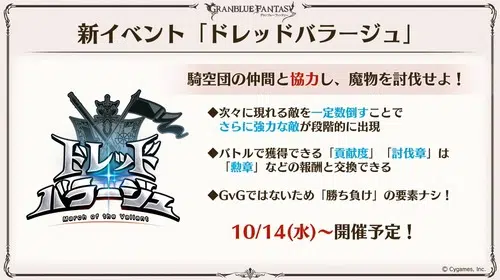 GRANBLUE FANTASY
新イベント「ドレッドバラージュ」
騎空団の仲間と協力し、魔物を討伐せよ！
◆次々に現れる敵を一定数倒すことで
さらに強力な敵が段階的に出現
ドレッド
バラージュ
March of the Valiant
◆バトルで獲得できる「貢献度」「討伐章」は
「勲章」などの報酬と交換できる
◆GvGではないため「勝ち負け」の要素ナシ！
10/14(水)～開催予定！
© Cygames, Inc.